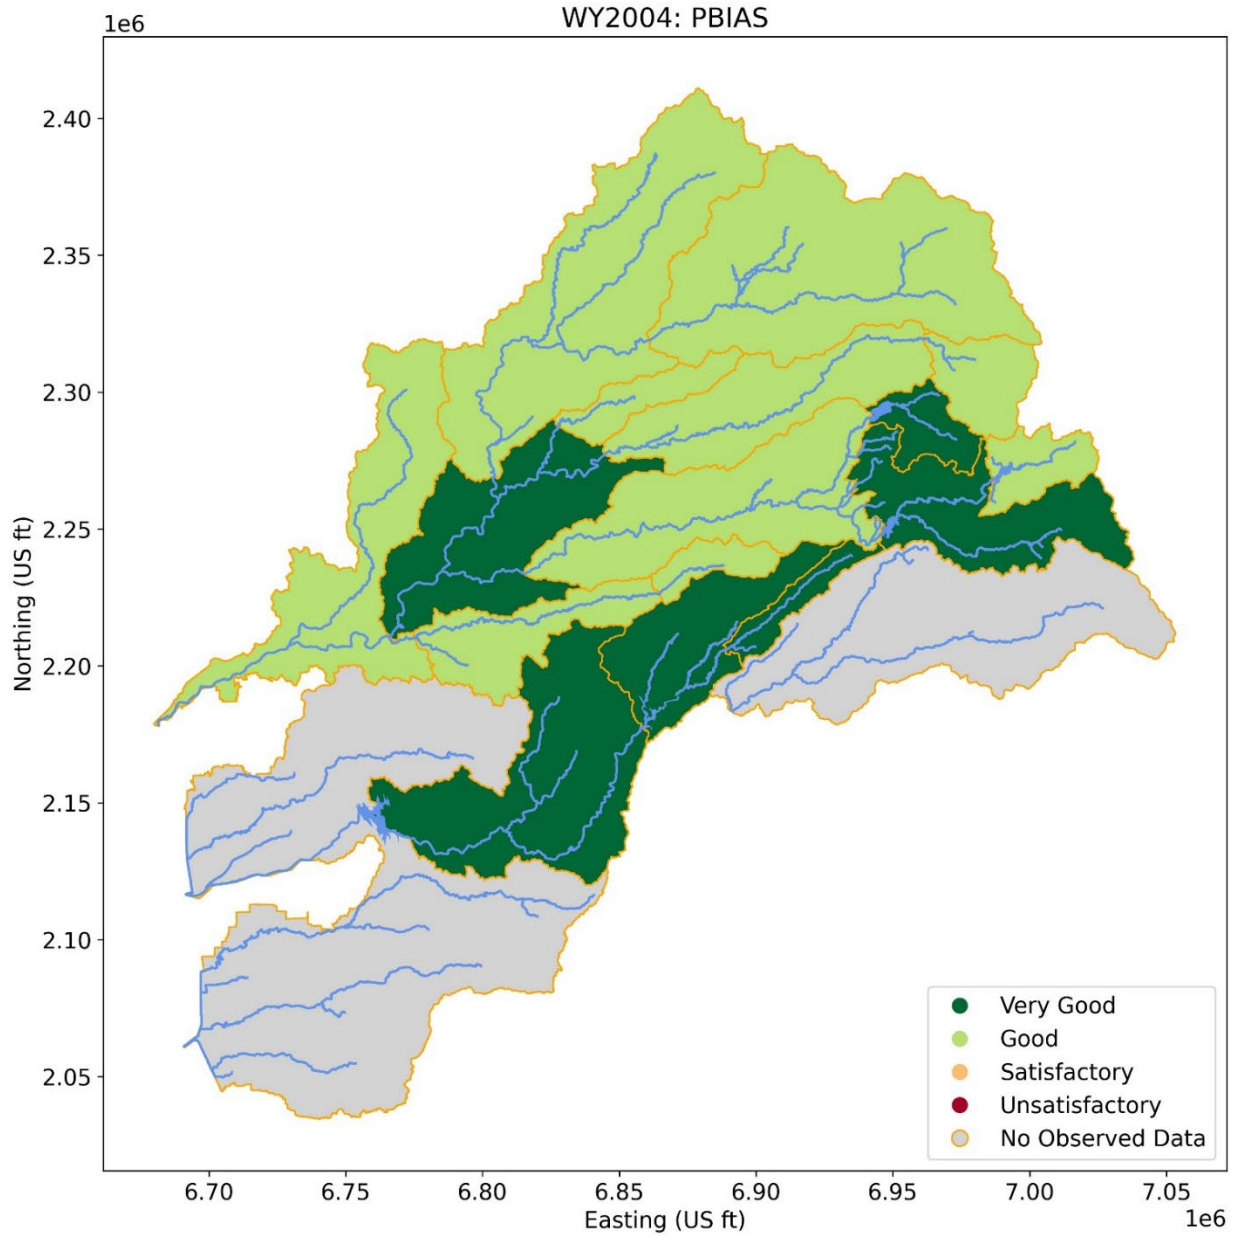 WY2004: PBIAS
1e6
2.40
2.35
2.30
2.25
2.20
2.15
2.10
2.05
Northing (US ft)
Very Good
Good
Satisfactory
Unsatisfactory
No Observed Data
6.70 6.75 6.80 6.85 6.90 6.95 7.00 7.05
Easting (US ft)
1e6